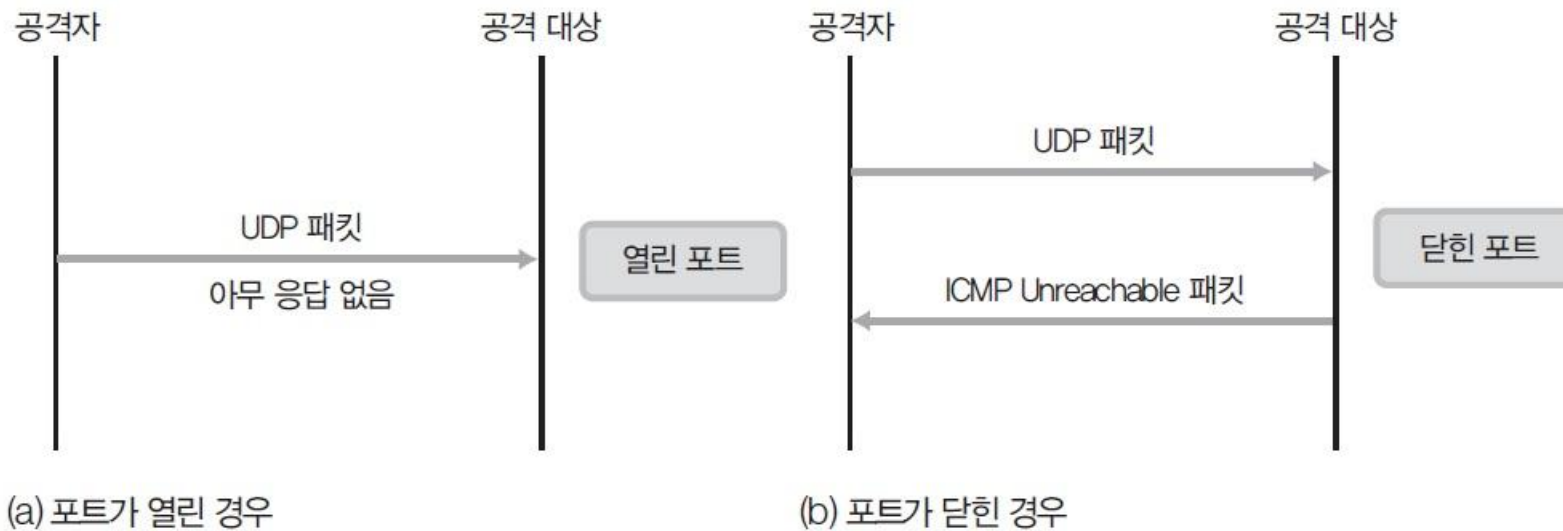 공격자
공격 대상
UDP 패킷
아무 응답 없음
열린 포트
(a) 포트가 열린 경우
공격자
공격 대상
UDP 패킷
ICMP Unreachable 패킷
닫힌 포트
(b) 포트가 닫힌 경우